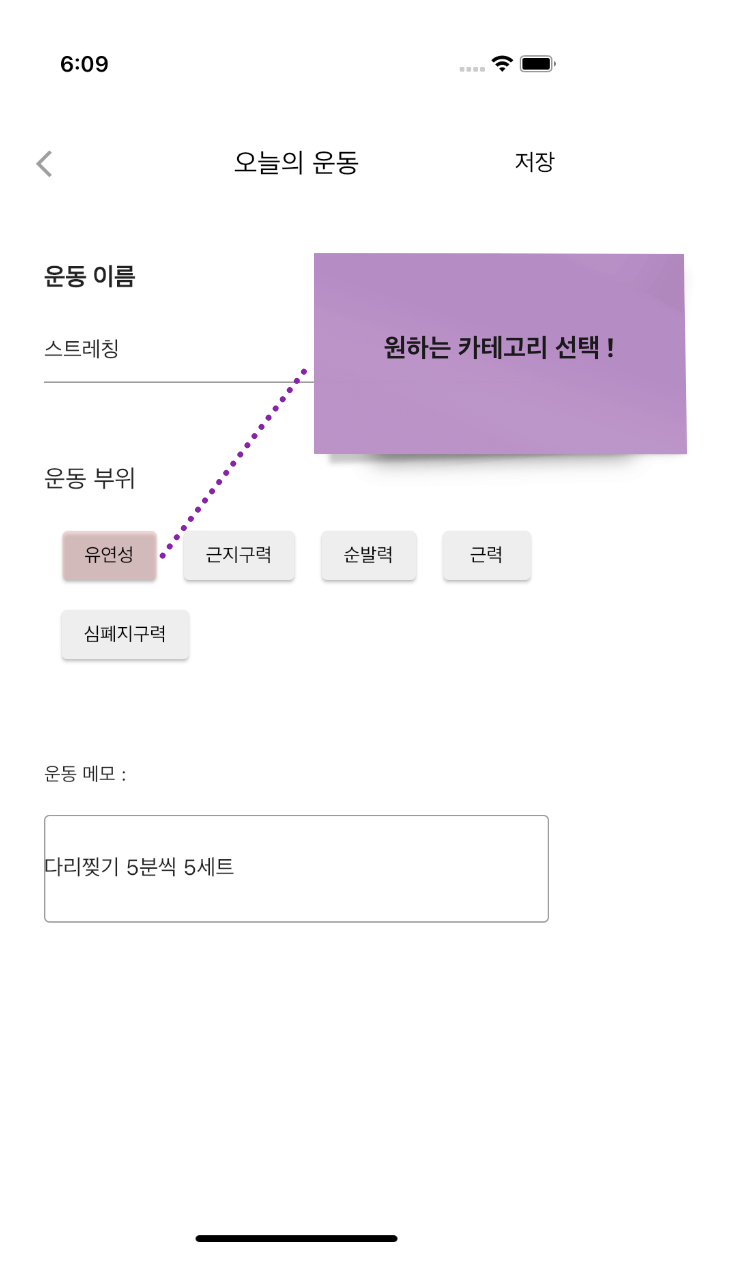 6:09
오늘의 운동 저장
운동 이름
스트레칭
원하는 카테고리 선택 !
운동 부위
유연성 근지구력 순발력 근력
심폐지구력
운동 메모 :
다리찢기 5분씩 5세트